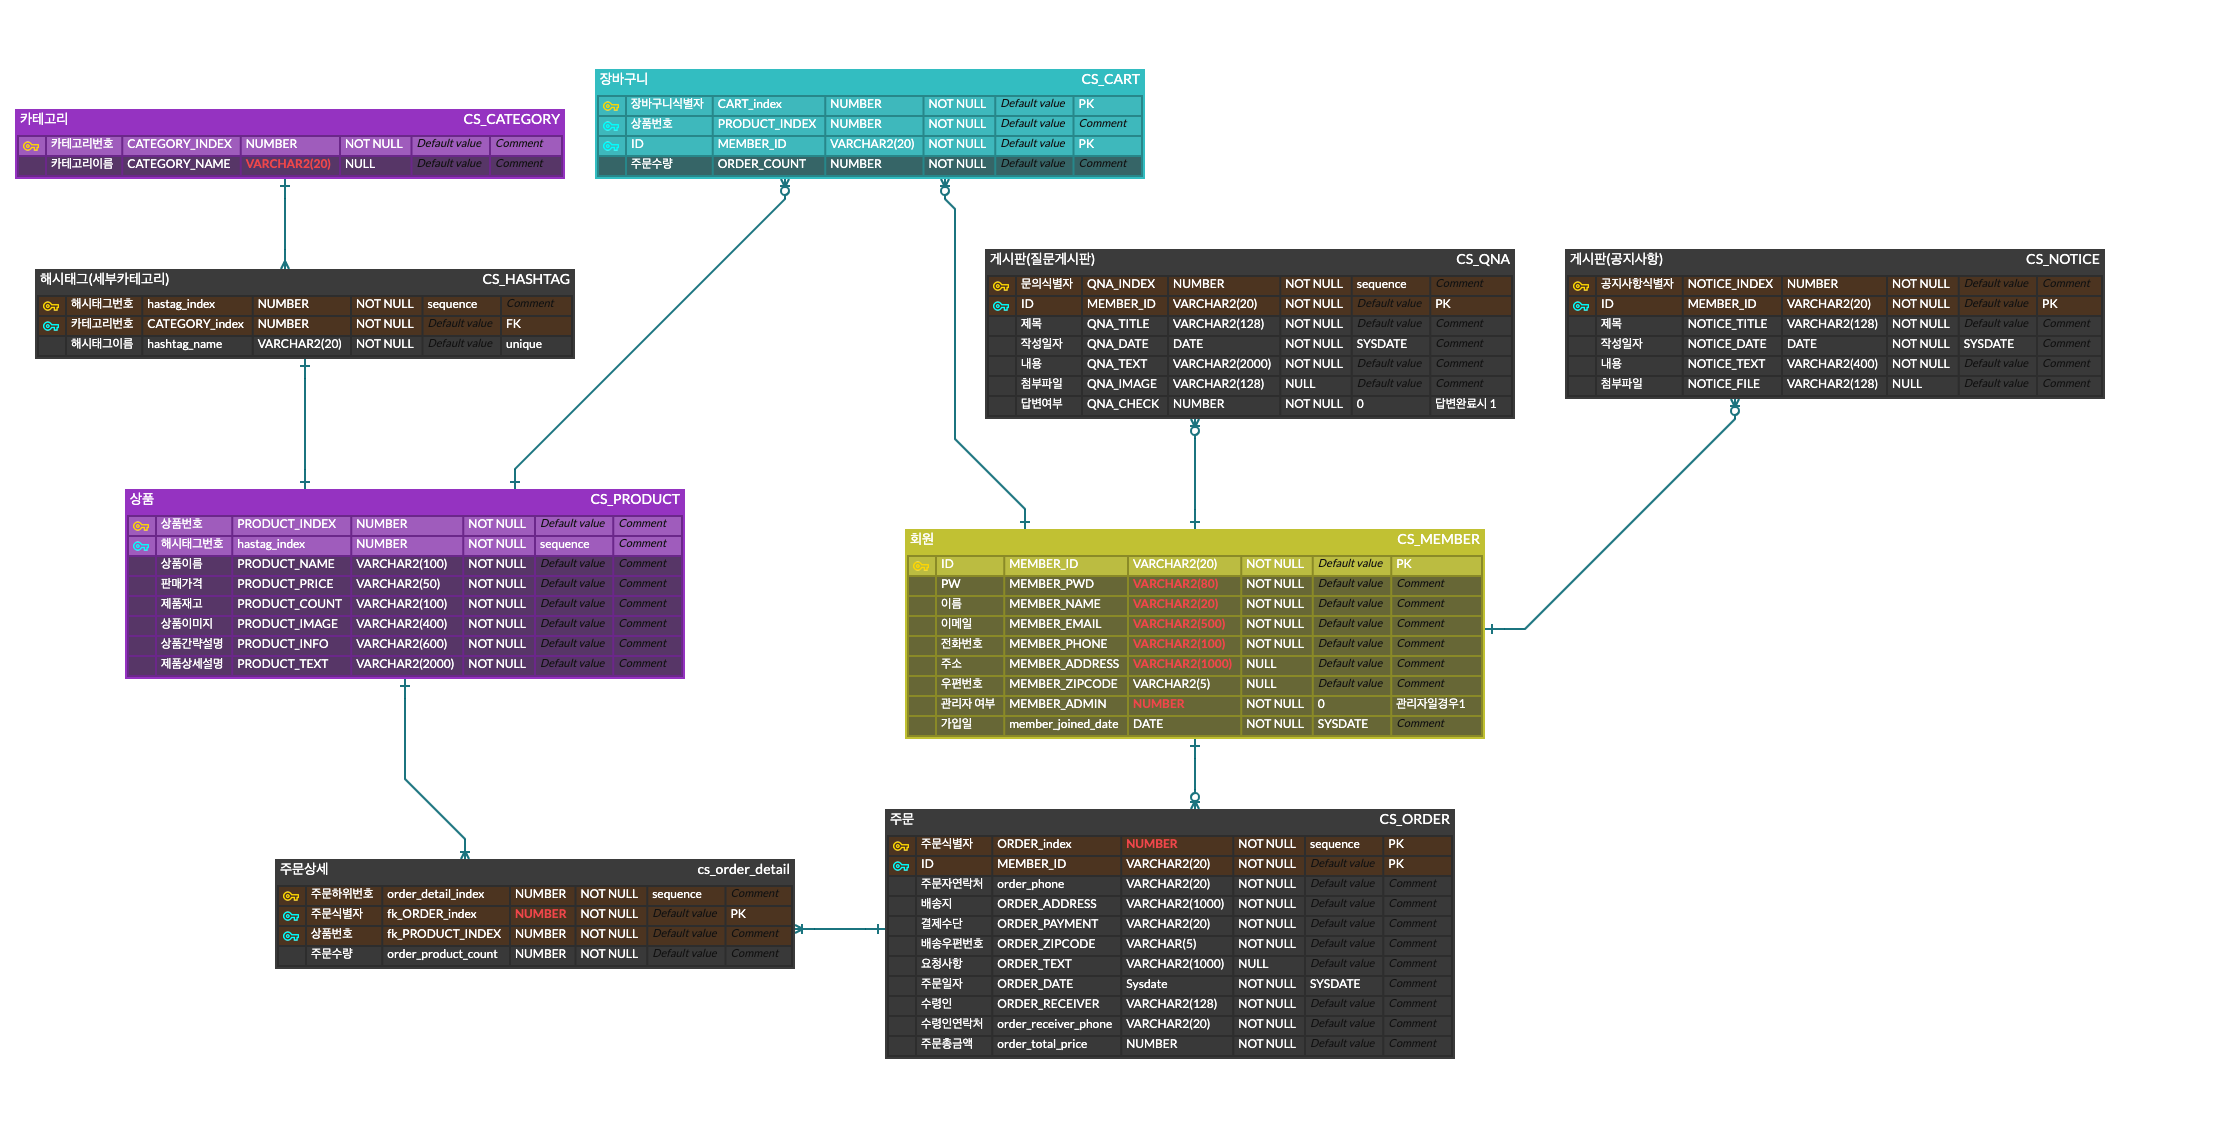 장바구니 CS_CART
장바구니식별자 CART_index NUMBER NOT NULL Default value PK
상품번호 PRODUCT_INDEX NUMBER NOT NULL Default value Comment
ID MEMBER_ID VARCHAR2(20) NOT NULL Default value PK
주문수량 ORDER_COUNT NUMBER NOT NULL Default value Comment
카테고리 CS_CATEGORY
카테고리번호 CATEGORY_INDEX NUMBER NOT NULL Default value Comment
카테고리이름 CATEGORY_NAME VARCHAR2(20) NULL Default value Comment
해시태그(세부카테고리) CS_HASHTAG
해시태그번호 hastag_index NUMBER NOT NULL sequence Comment
카테고리번호 CATEGORY_index NUMBER NOT NULL Default value FK
해시태그이름 hashtag_name VARCHAR2(20) NOT NULL Default value unique
게시판(질문게시판) CS_QNA
문의식별자 QNA_INDEX NUMBER NOT NULL sequence Comment
ID MEMBER_ID VARCHAR2(20) NOT NULL Default value PK
제목 QNA_TITLE VARCHAR2(128) NOT NULL Default value Comment
작성일자 QNA_DATE DATE NOT NULL SYSDATE Comment
내용 QNA_TEXT VARCHAR2(2000) NOT NULL Default value Comment
첨부파일 QNA_IMAGE VARCHAR2(128) NULL Default value Comment
답변여부 QNA_CHECK NUMBER NOT NULL 0 답변완료시 1
게시판(공지사항) CS_NOTICE
공지사항식별자 NOTICE_INDEX NUMBER NOT NULL Default value Comment
ID MEMBER_ID VARCHAR2(20) NOT NULL Default value PK
제목 NOTICE_TITLE VARCHAR2(128) NOT NULL Default value Comment
작성일자 NOTICE_DATE DATE NOT NULL SYSDATE Comment
내용 NOTICE_TEXT VARCHAR2(400) NOT NULL Default value Comment
첨부파일 NOTICE_FILE VARCHAR2(128) NULL Default value Comment
상품 CS_PRODUCT
상품번호 PRODUCT_INDEX NUMBER NOT NULL Default value Comment
해시태그번호 hastag_index NUMBER NOT NULL sequence Comment
상품이름 PRODUCT_NAME VARCHAR2(100) NOT NULL Default value Comment
판매가격 PRODUCT_PRICE VARCHAR2(50) NOT NULL Default value Comment
제품재고 PRODUCT_COUNT VARCHAR2(100) NOT NULL Default value Comment
상품이미지 PRODUCT_IMAGE VARCHAR2(400) NOT NULL Default value Comment
상품간략설명 PRODUCT_INFO VARCHAR2(600) NOT NULL Default value Comment
제품상세설명 PRODUCT_TEXT VARCHAR2(2000) NOT NULL Default value Comment
회원 CS_MEMBER
ID MEMBER_ID VARCHAR2(20) NOT NULL Default value PK
PW MEMBER_PWD VARCHAR2(80) NOT NULL Default value Comment
이름 MEMBER_NAME VARCHAR2(20) NOT NULL Default value Comment
이메일 MEMBER_EMAIL VARCHAR2(500) NOT NULL Default value Comment
전화번호 MEMBER_PHONE VARCHAR2(100) NOT NULL Default value Comment
주소 MEMBER_ADDRESS VARCHAR2(1000) NULL Default value Comment
우편번호 MEMBER_ZIPCODE VARCHAR2(5) NULL Default value Comment
관리자 여부 MEMBER_ADMIN NUMBER NOT NULL 0 관리자일경우1
가입일 member_joined_date DATE NOT NULL SYSDATE Comment
주문상세 cs_order_detail
주문하위번호 order_detail_index NUMBER NOT NULL sequence Comment
주문식별자 fk_ORDER_index NUMBER NOT NULL Default value PK
상품번호 fk_PRODUCT_INDEX NUMBER NOT NULL Default value Comment
주문수량 order_product_count NUMBER NOT NULL Default value Comment
주문 CS_ORDER
주문식별자 ORDER_index NUMBER NOT NULL sequence PK
ID MEMBER_ID VARCHAR2(20) NOT NULL Default value PK
주문자연락처 order_phone VARCHAR2(20) NOT NULL Default value Comment
배송지 ORDER_ADDRESS VARCHAR2(1000) NOT NULL Default value Comment
결제수단 ORDER_PAYMENT VARCHAR2(20) NOT NULL Default value Comment
배송우편번호 ORDER_ZIPCODE VARCHAR(5) NOT NULL Default value Comment
요청사항 ORDER_TEXT VARCHAR2(1000) NULL Default value Comment
주문일자 ORDER_DATE Sysdate NOT NULL SYSDATE Comment
수령인 ORDER_RECEIVER VARCHAR2(128) NOT NULL Default value Comment
수령인연락처 order_receiver_phone VARCHAR2(20) NOT NULL Default value Comment
주문총금액 order_total_price NUMBER NOT NULL Default value Comment